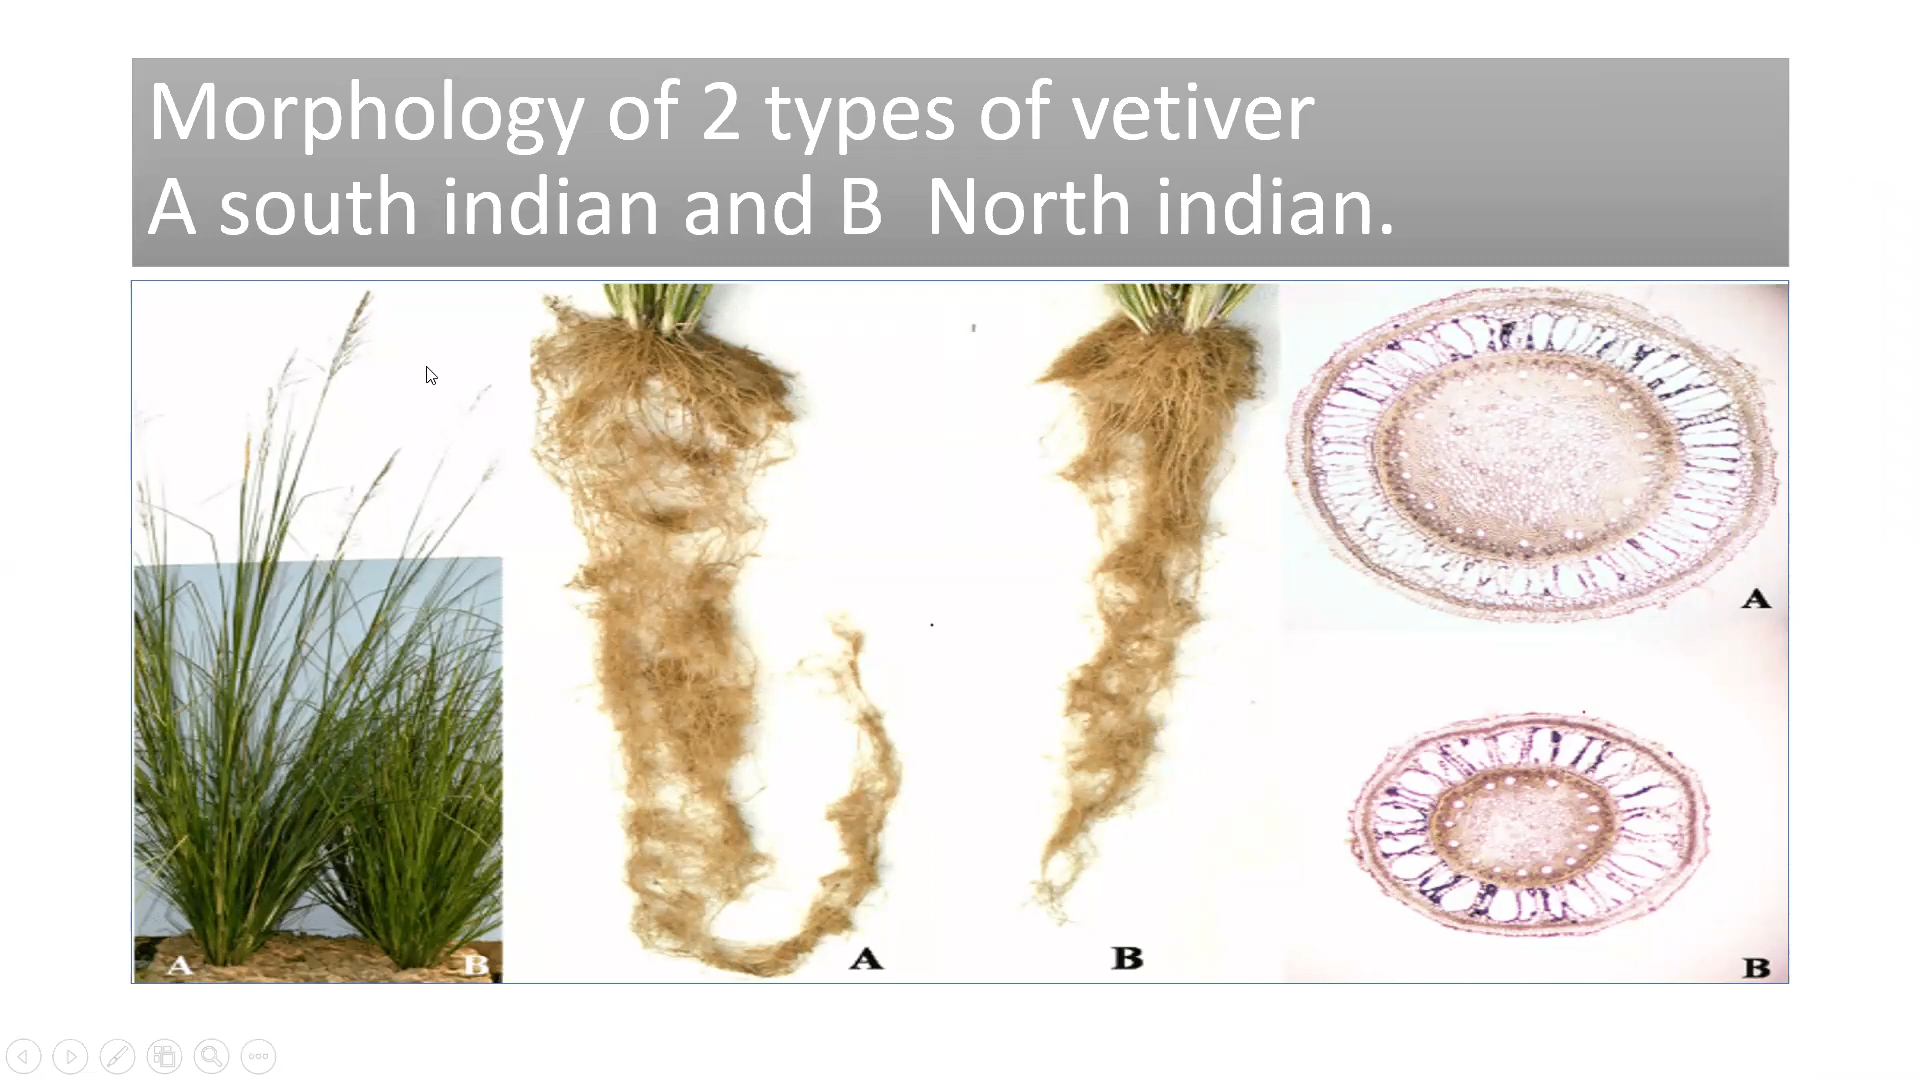 Morphology of 2 types of vetiver
A south indian and B North indian.
A B
A
B
A
B